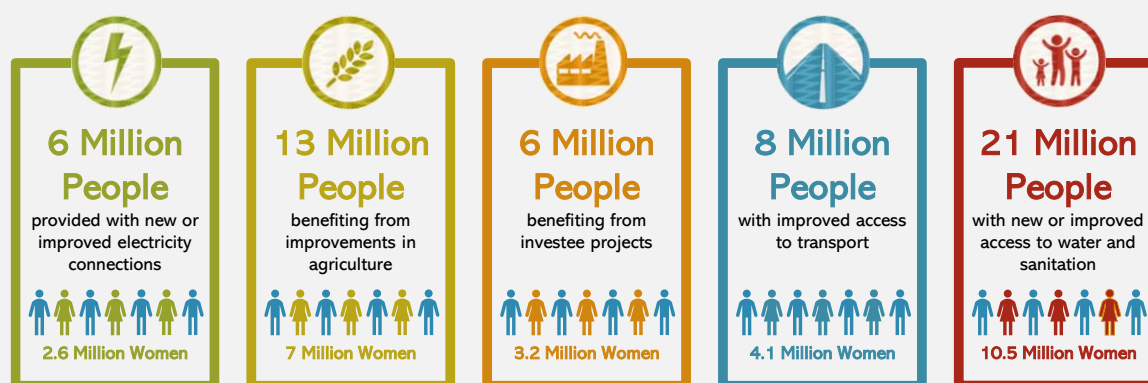 6 Million
People
provided with new or
improved electricity
connections
2.6 Million Women
13 Million
People
benefiting from
improvements in
agriculture
7 Million Women
6 Million
People
benefiting from
investee projects
3.2 Million Women
8 Million
People
with improved access
to transport
4.1 Million Women
21 Million
People
with new or improved
access to water and
sanitation
10.5 Million Women